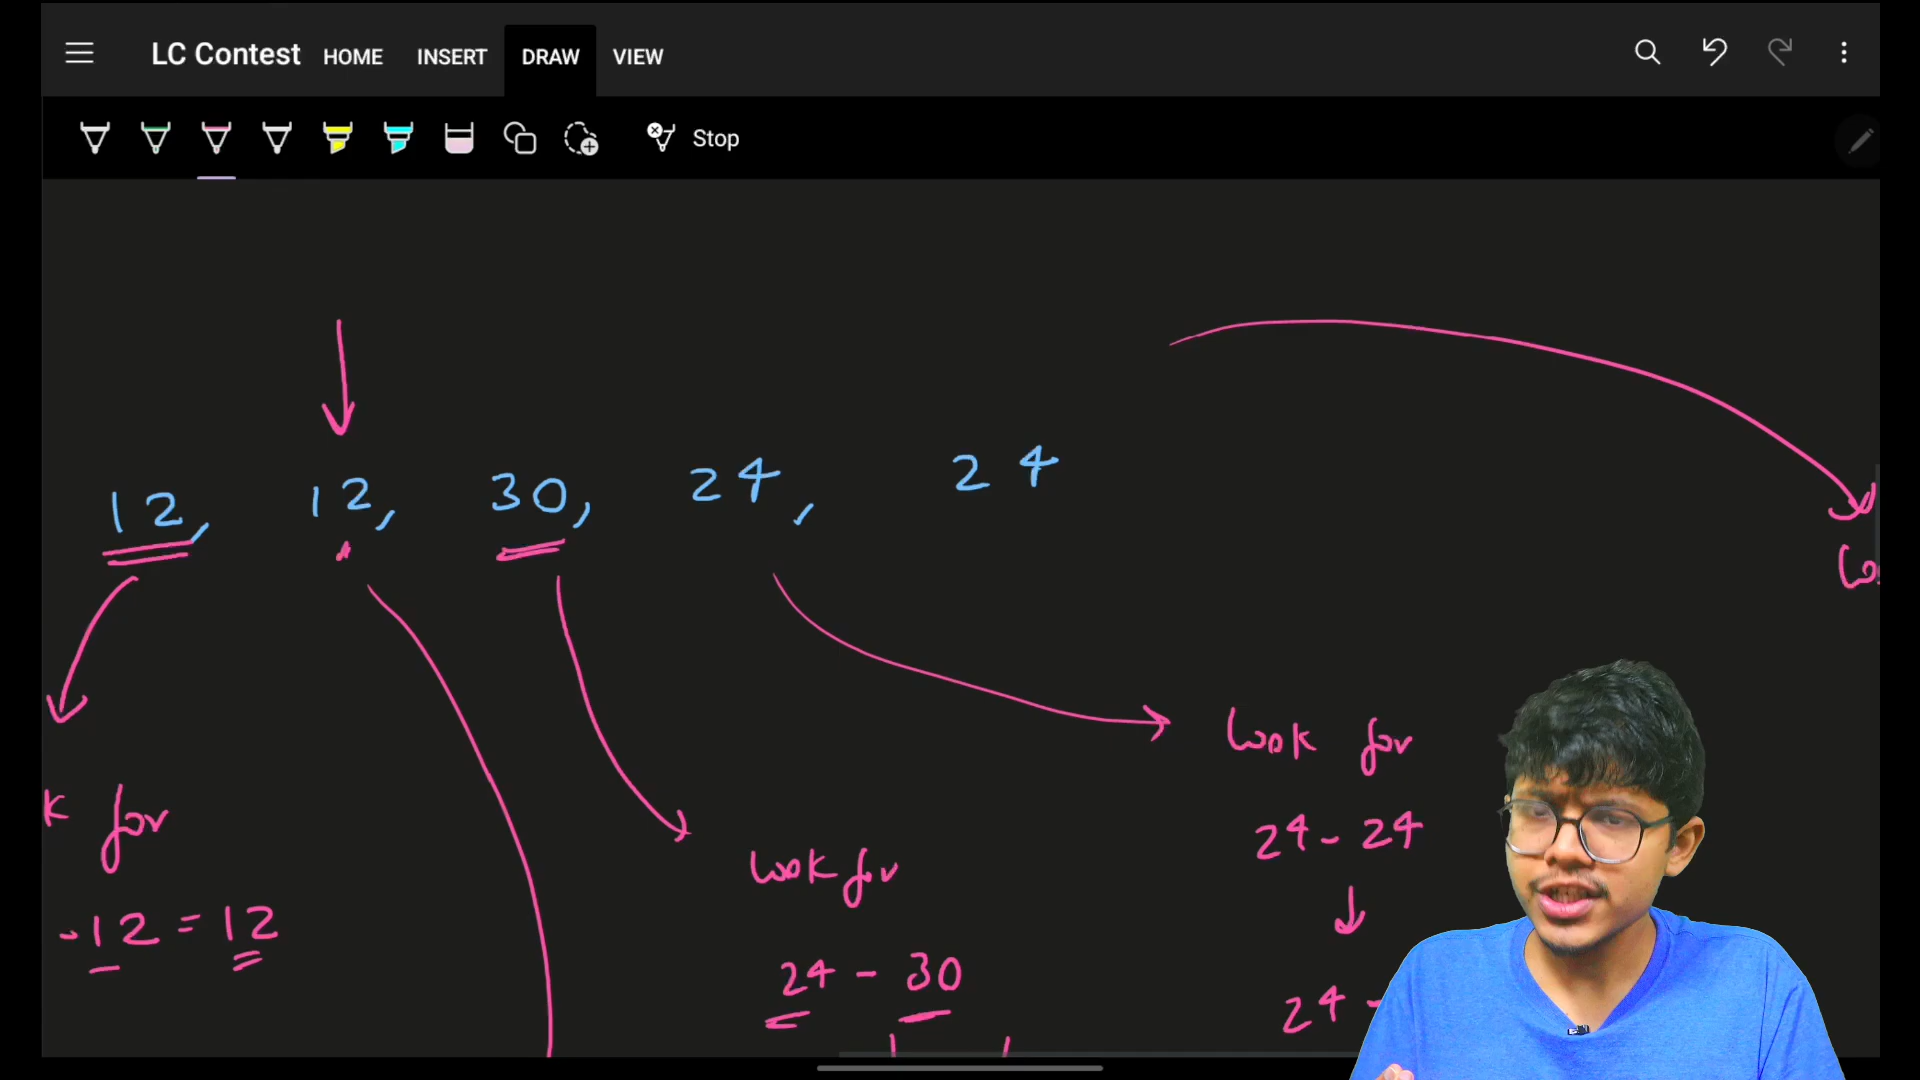 LC Contest HOME INSERT DRAW VIEW
Stop
12, 12, 30, 24, 24
Look for
24 - 24
24 -
k for
-12 = 12
Look for
24 - 30